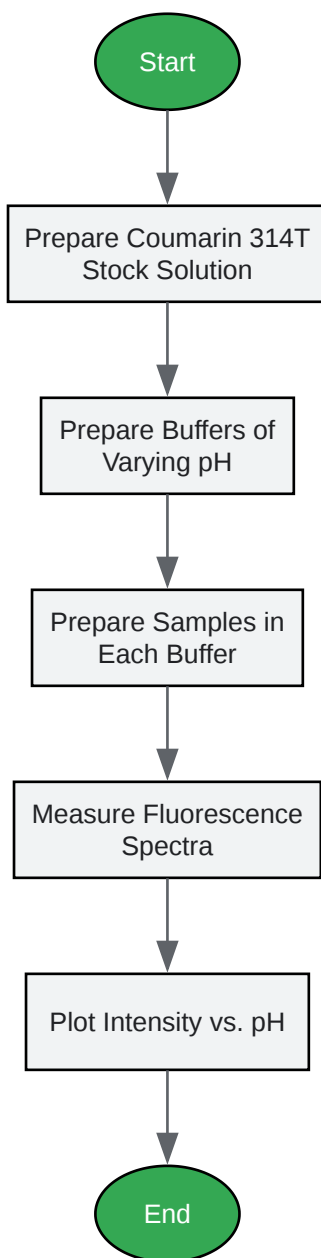 Start
Prepare Coumarin 314T
Stock Solution
Prepare Buffers of
Varying pH
Prepare Samples in
Each Buffer
Measure Fluorescence
Spectra
Plot Intensity vs. pH
End